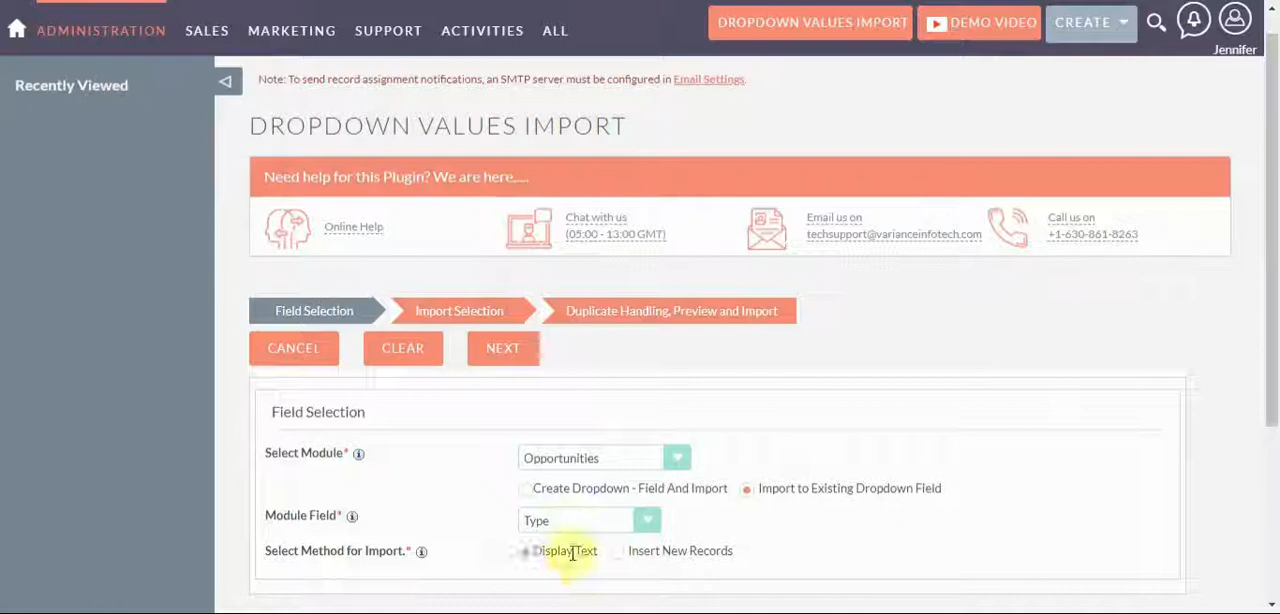 ADMINISTRATION SALES MARKETING SUPPORT ACTIVITIES ALL DROPDOWN VALUES IMPORT DEMO VIDEO CREATE
Jennifer
Recently Viewed
Note: To send record assignment notifications, an SMTP server must be configured in Email Settings.
DROPDOWN VALUES IMPORT
Need help for this Plugin? We are here.....
Online Help
Chat with us
(05:00 - 13:00 GMT)
Email us on
techsupport@varianceinfotech.com
Call us on
+1-630-861-8263
Field Selection Import Selection Duplicate Handling, Preview and Import
CANCEL CLEAR NEXT
Field Selection
Select Module* Opportunities
Create Dropdown - Field And Import Import to Existing Dropdown Field
Module Field* Type
Select Method for Import.* Display Text Insert New Records